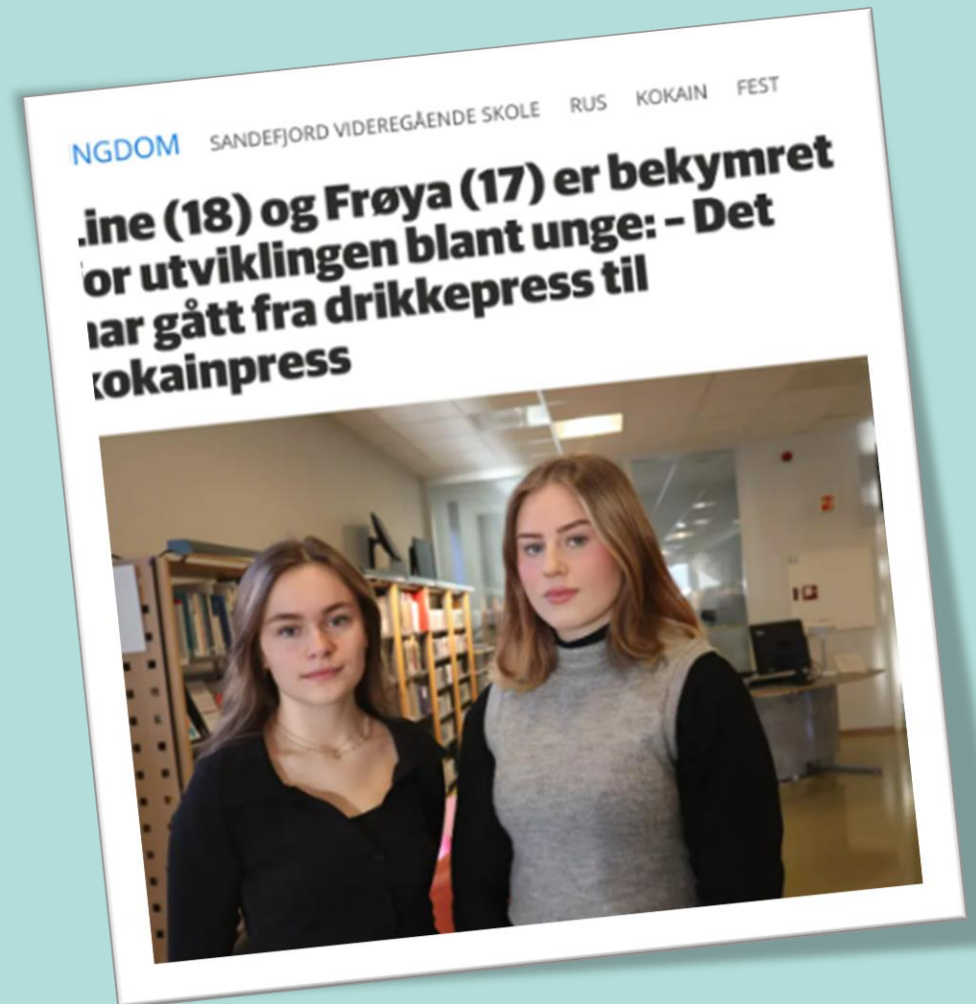 NGDOM SANDEFJORD VIDEREGÅENDE SKOLE RUS KOKAIN FEST
ine (18) og Frøya (17) er bekymret
or utviklingen blant unge: – Det
ar gått fra drikkepress til
okainpress